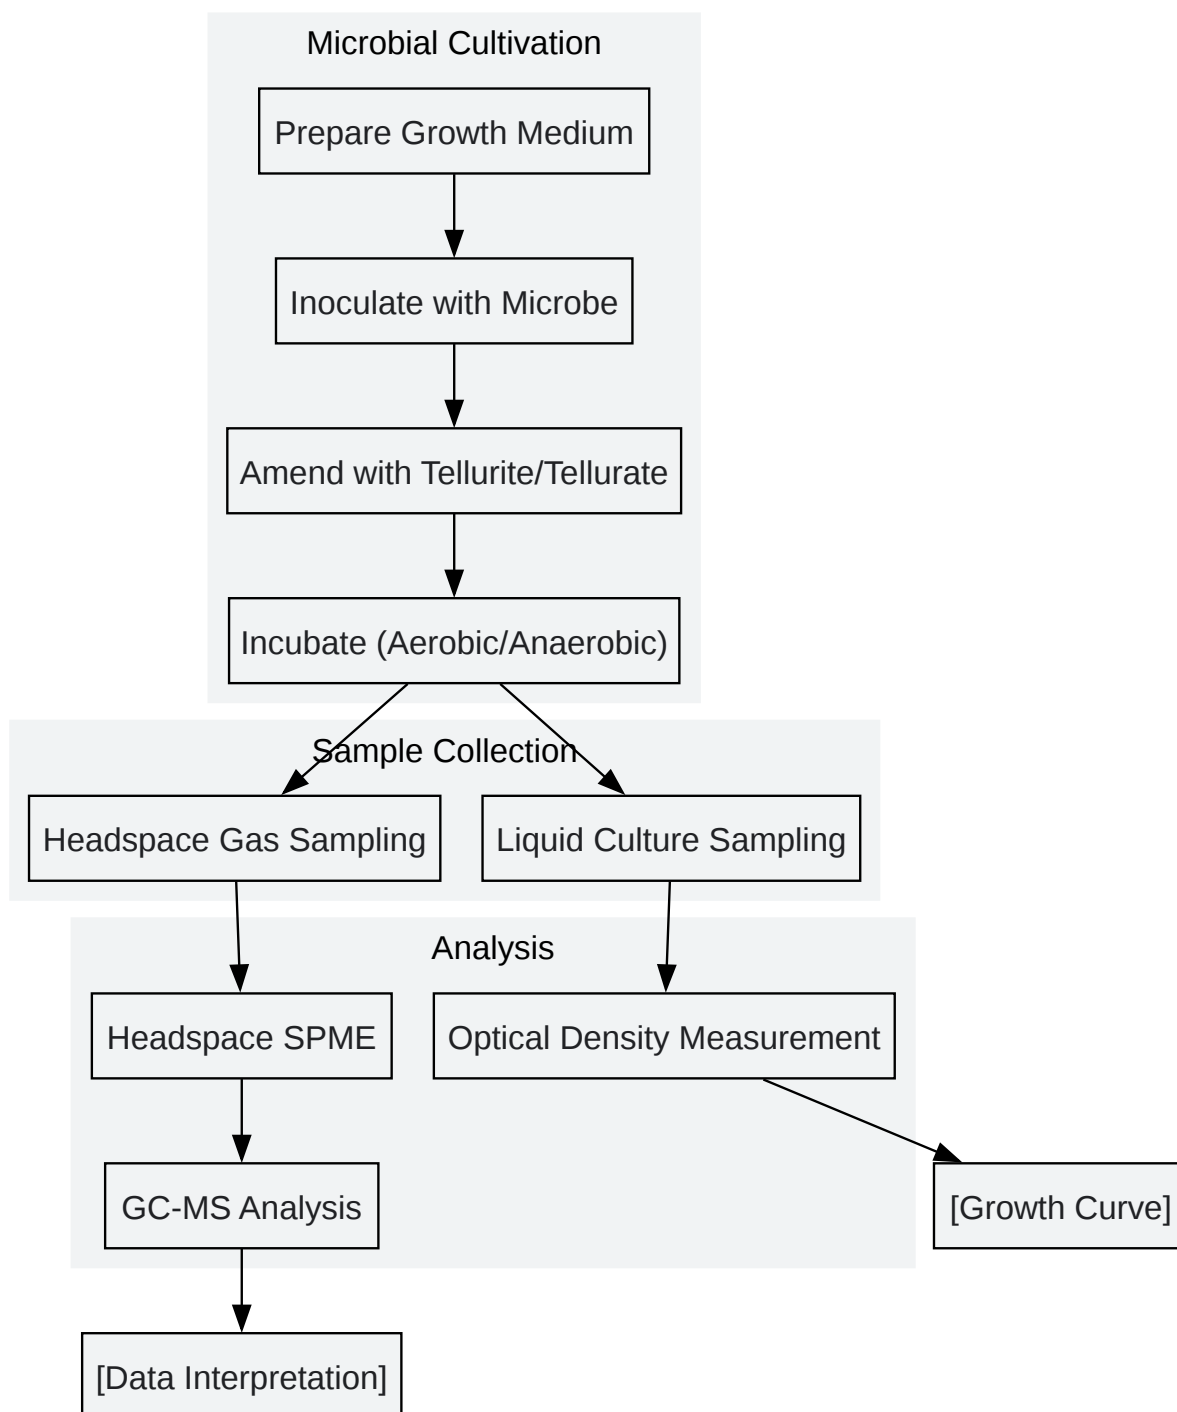 Microbial Cultivation
Prepare Growth Medium
Inoculate with Microbe
Amend with Tellurite/Tellurate
Incubate (Aerobic/Anaerobic)
Sample Collection
Headspace Gas Sampling
Liquid Culture Sampling
Analysis
Headspace SPME
Optical Density Measurement
GC-MS Analysis
[Growth Curve]
[Data Interpretation]